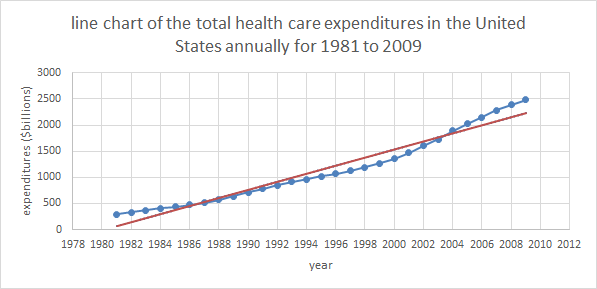 line chart of the total health care expenditures in the United
States annually for 1981 to 2009
expenditures ($billions)
3000
2500
2000
1500
1000
500
0
1978 1980 1982 1984 1986 1988 1990 1992 1994 1996 1998 2000 2002 2004 2006 2008 2010 2012
year